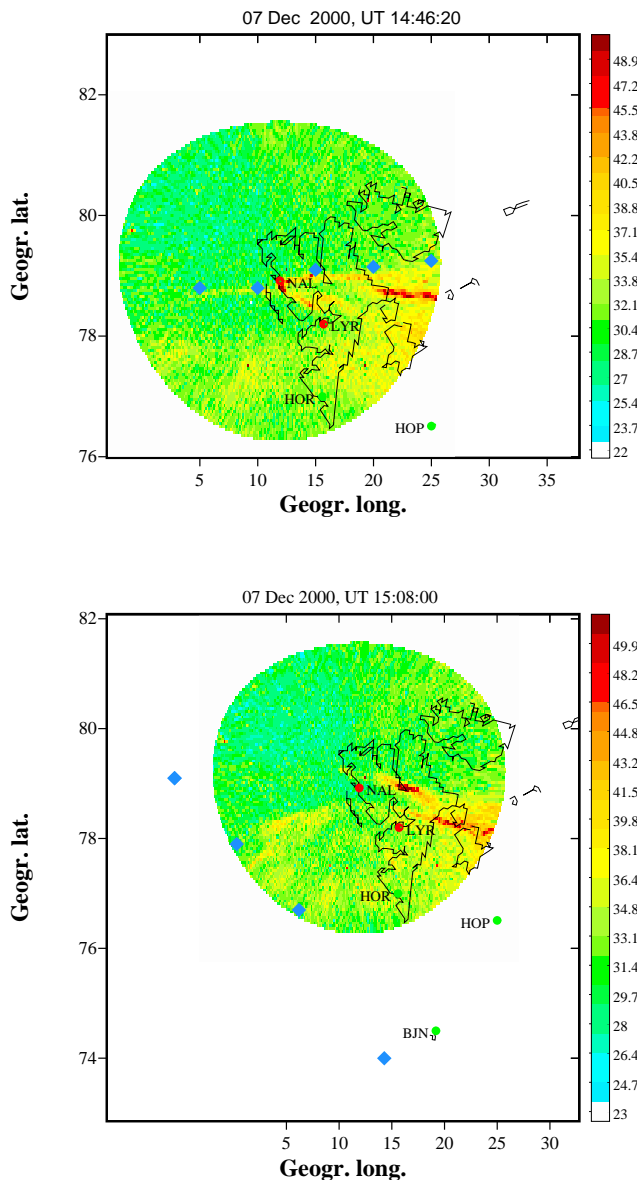 07 Dec  2000, UT 14:46:20
82
80
78
76
Geogr. lat.
NAL
LYR
HOR
HOP
5 10 15 20 25 30 35
Geogr. long.
48.9
47.2
45.5
43.9
42.2
40.5
38.8
37.1
35.4
33.8
32.1
30.4
28.7
27
25.4
23.7
22
07 Dec 2000, UT 15:08:00
82
80
78
76
74
Geogr. lat.
NAL
LYR
HOR
HOP
BJN
5 10 15 20 25 30
Geogr. long.
49.9
48.2
46.5
44.9
43.2
41.5
39.8
38.1
36.4
34.8
33.1
31.4
29.7
28
26.4
24.7
23